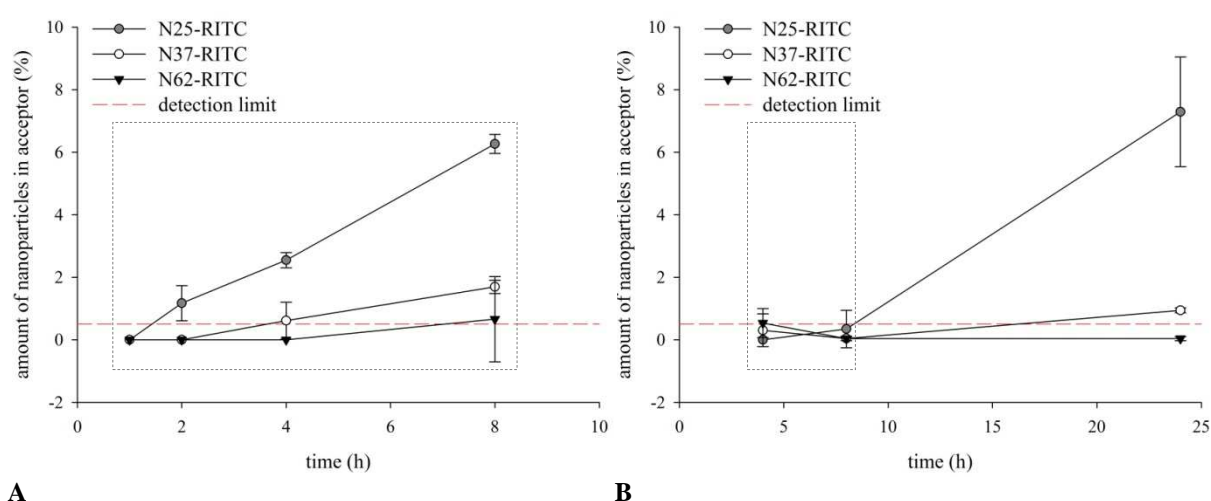 amount of nanoparticles in acceptor (%)
10
8
6
4
2
0
-2
N25-RITC
N37-RITC
N62-RITC
detection limit
0 2 4 6 8 10
time (h)
A
amount of nanoparticles in acceptor (%)
10
8
6
4
2
0
-2
N25-RITC
N37-RITC
N62-RITC
detection limit
0 5 10 15 20 25
time (h)
B